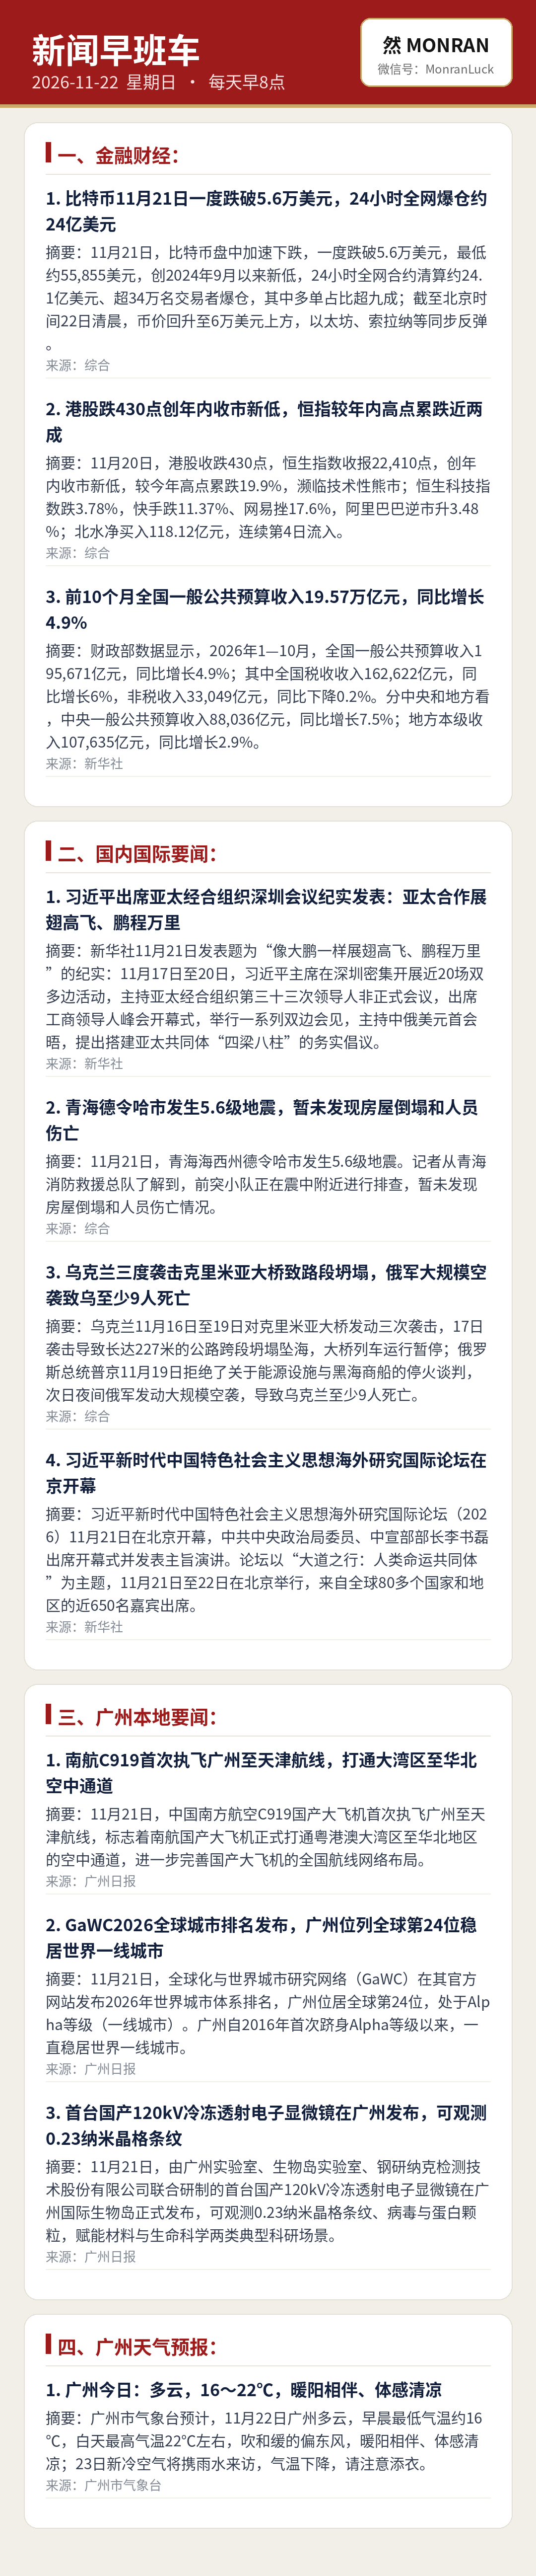 新闻早班车
2026-11-22 星期日 • 每天早8点
然 MONRAN
微信号：MonranLuck
一、金融财经：
1. 比特币11月21日一度跌破5.6万美元，24小时全网爆仓约
24亿美元
摘要：11月21日，比特币盘中加速下跌，一度跌破5.6万美元，最低
约55,855美元，创2024年9月以来新低，24小时全网合约清算约24.
1亿美元、超34万名交易者爆仓，其中多单占比超九成；截至北京时
间22日清晨，币价回升至6万美元上方，以太坊、索拉纳等同步反弹
。
来源：综合
2. 港股跌430点创年内收市新低，恒指较年内高点累跌近两
成
摘要：11月20日，港股收跌430点，恒生指数收报22,410点，创年
内收市新低，较今年高点累跌19.9%，濒临技术性熊市；恒生科技指
数跌3.78%，快手跌11.37%、网易挫17.6%，阿里巴巴逆市升3.48
%；北水净买入118.12亿元，连续第4日流入。
来源：综合
3. 前10个月全国一般公共预算收入19.57万亿元，同比增长
4.9%
摘要：财政部数据显示，2026年1—10月，全国一般公共预算收入1
95,671亿元，同比增长4.9%；其中全国税收收入162,622亿元，同
比增长6%，非税收入33,049亿元，同比下降0.2%。分中央和地方看
，中央一般公共预算收入88,036亿元，同比增长7.5%；地方本级收
入107,635亿元，同比增长2.9%。
来源：新华社
二、国内国际要闻：
1. 习近平出席亚太经合组织深圳会议纪实发表：亚太合作展
翅高飞、鹏程万里
摘要：新华社11月21日发表题为“像大鹏一样展翅高飞、鹏程万里
”的纪实：11月17日至20日，习近平主席在深圳密集开展近20场双
多边活动，主持亚太经合组织第三十三次领导人非正式会议，出席
工商领导人峰会开幕式，举行一系列双边会见，主持中俄美元首会
晤，提出搭建亚太共同体“四梁八柱”的务实倡议。
来源：新华社
2. 青海德令哈市发生5.6级地震，暂未发现房屋倒塌和人员
伤亡
摘要：11月21日，青海海西州德令哈市发生5.6级地震。记者从青海
消防救援总队了解到，前突小队正在震中附近进行排查，暂未发现
房屋倒塌和人员伤亡情况。
来源：综合
3. 乌克兰三度袭击克里米亚大桥致路段坍塌，俄军大规模空
袭致乌至少9人死亡
摘要：乌克兰11月16日至19日对克里米亚大桥发动三次袭击，17日
袭击导致长达227米的公路跨段坍塌坠海，大桥列车运行暂停；俄罗
斯总统普京11月19日拒绝了关于能源设施与黑海商船的停火谈判，
次日夜间俄军发动大规模空袭，导致乌克兰至少9人死亡。
来源：综合
4. 习近平新时代中国特色社会主义思想海外研究国际论坛在
京开幕
摘要：习近平新时代中国特色社会主义思想海外研究国际论坛（202
6）11月21日在北京开幕，中共中央政治局委员、中宣部部长李书磊
出席开幕式并发表主旨演讲。论坛以“大道之行：人类命运共同体
”为主题，11月21日至22日在北京举行，来自全球80多个国家和地
区的近650名嘉宾出席。
来源：新华社
三、广州本地要闻：
1. 南航C919首次执飞广州至天津航线，打通大湾区至华北
空中通道
摘要：11月21日，中国南方航空C919国产大飞机首次执飞广州至天
津航线，标志着南航国产大飞机正式打通粤港澳大湾区至华北地区
的空中通道，进一步完善国产大飞机的全国航线网络布局。
来源：广州日报
2. GaWC2026全球城市排名发布，广州位列全球第24位稳
居世界一线城市
摘要：11月21日，全球化与世界城市研究网络（GaWC）在其官方
网站发布2026年世界城市体系排名，广州位居全球第24位，处于Alp
ha等级（一线城市）。广州自2016年首次跻身Alpha等级以来，一
直稳居世界一线城市。
来源：广州日报
3. 首台国产120kV冷冻透射电子显微镜在广州发布，可观测
0.23纳米晶格条纹
摘要：11月21日，由广州实验室、生物岛实验室、钢研纳克检测技
术股份有限公司联合研制的首台国产120kV冷冻透射电子显微镜在广
州国际生物岛正式发布，可观测0.23纳米晶格条纹、病毒与蛋白颗
粒，赋能材料与生命科学两类典型科研场景。
来源：广州日报
四、广州天气预报：
1. 广州今日：多云，16～22℃，暖阳相伴、体感清凉
摘要：广州市气象台预计，11月22日广州多云，早晨最低气温约16
℃，白天最高气温22℃左右，吹和缓的偏东风，暖阳相伴、体感清
凉；23日新冷空气将携雨水来访，气温下降，请注意添衣。
来源：广州市气象台